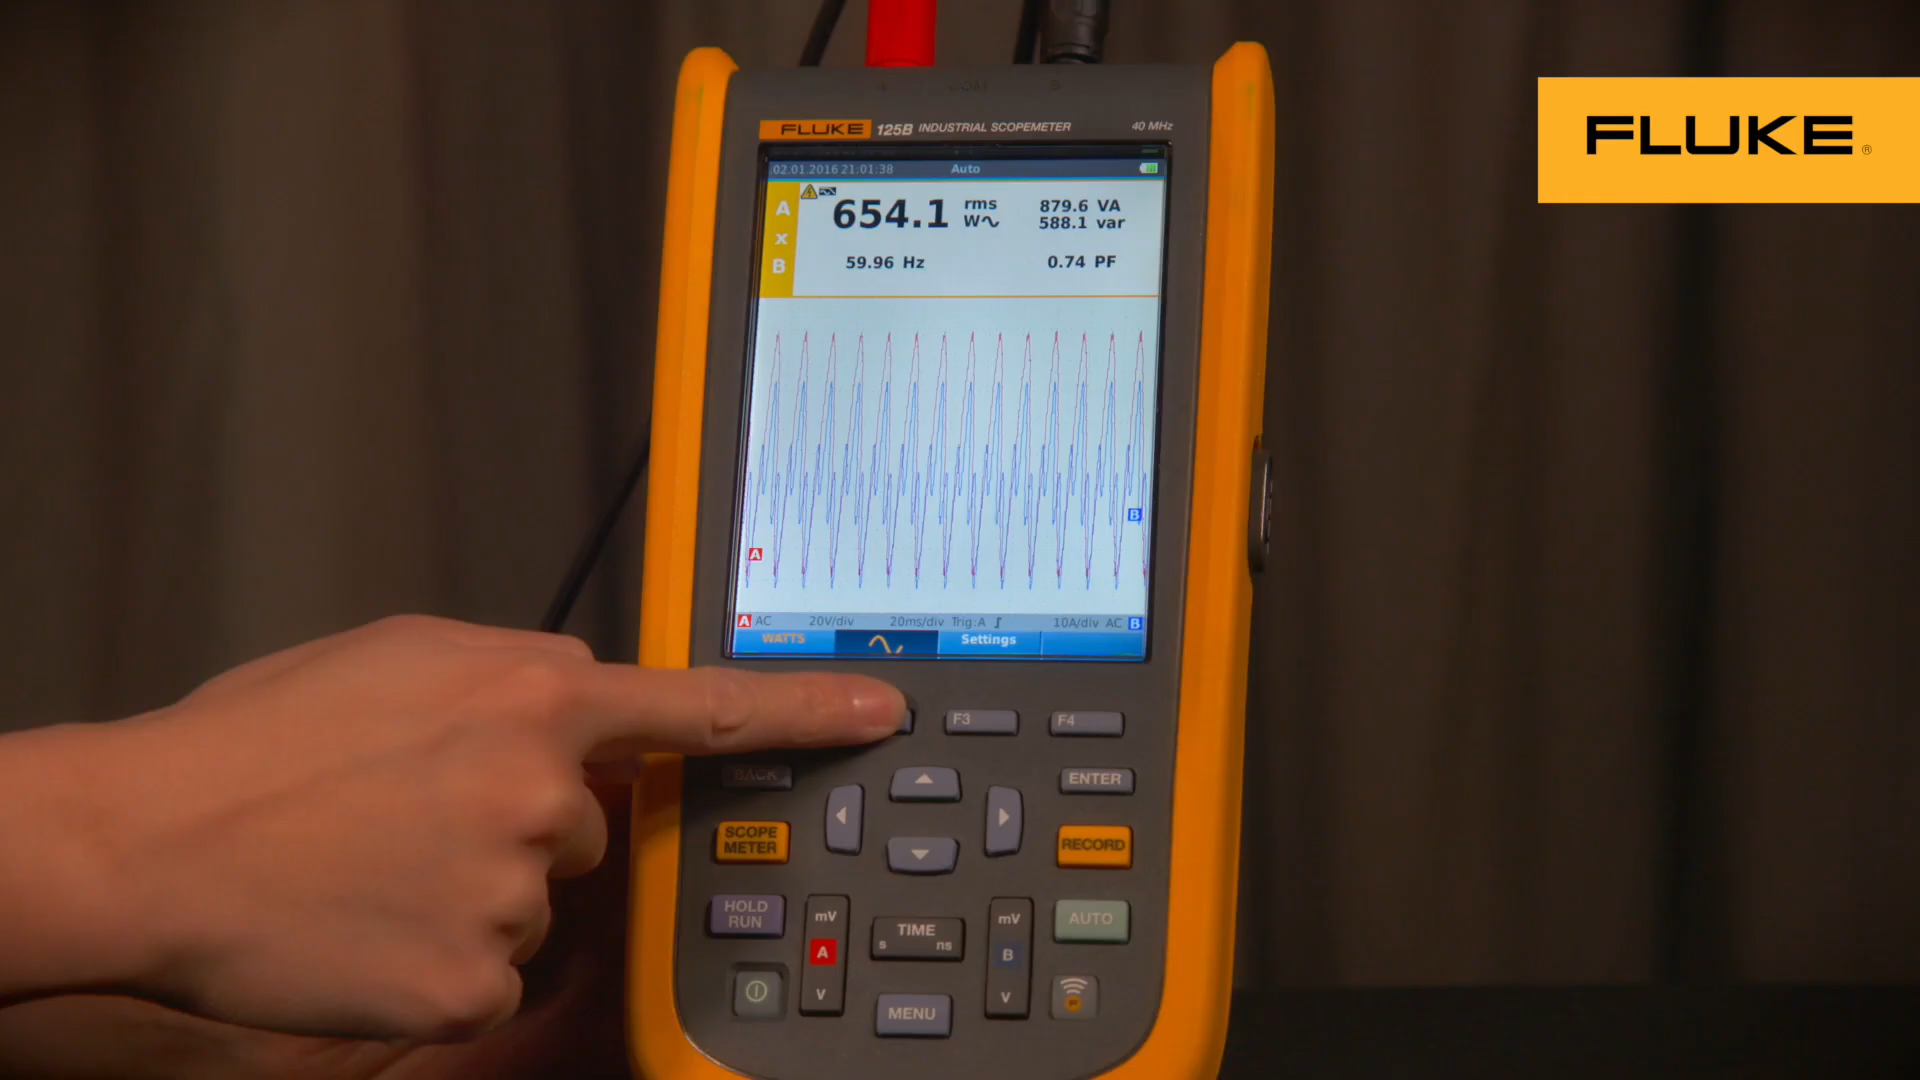 FLUKE ®
FLUKE 125B INDUSTRIAL SCOPEMETER 40 MHz
02.01.2016 21:01:38 Auto
A x B
654.1 rms W
879.6 VA
588.1 var
59.96 Hz
0.74 PF
B
A
A AC 20V/div 20ms/div Trig:A 10A/div AC B
WATTS Settings
F3 F4
BACK
ENTER
SCOPE METER
RECORD
HOLD RUN
mV A V
TIME
s ns
mV B V
AUTO
MENU